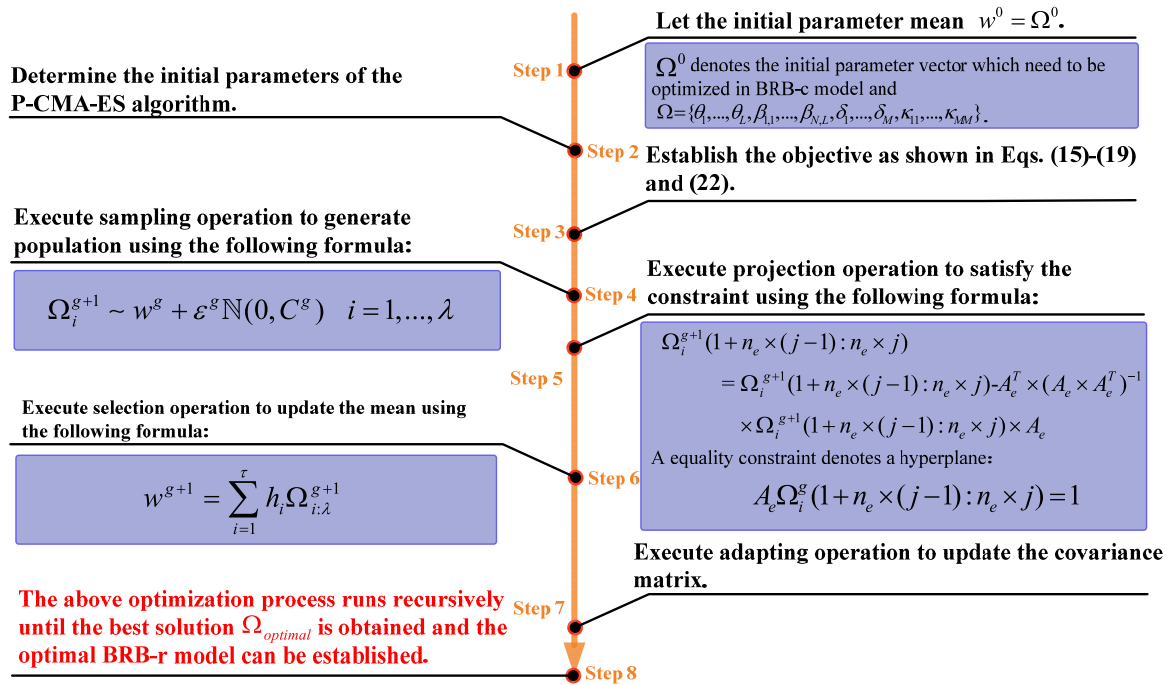 Let the initial parameter mean w⁰ = Ω⁰.
Step 1
Ω⁰ denotes the initial parameter vector which need to be
optimized in BRB-c model and
Ω={θ₁,...,θ_L,β₁,₁,...,β_N,L,δ₁,...,δ_M,κ₁₁,...,κ_MM}.
Determine the initial parameters of the
P-CMA-ES algorithm.
Step 2
Establish the objective as shown in Eqs. (15)-(19)
and (22).
Step 3
Execute sampling operation to generate
population using the following formula:
Ω_i^{g+1} ~ w^g + ε^g ℕ(0, C^g) i = 1,..., λ
Step 4
Execute projection operation to satisfy the
constraint using the following formula:
Ω_i^{g+1}(1+n_e×(j−1):n_e×j)
= Ω_i^{g+1}(1+n_e×(j−1):n_e×j)-A_e^T×(A_e×A_e^T)^{−1}
×Ω_i^{g+1}(1+n_e×(j−1):n_e×j)×A_e
A equality constraint denotes a hyperplane:
A_eΩ_i^g(1+n_e×(j−1):n_e×j)=1
Step 5
Execute selection operation to update the mean using
the following formula:
w^{g+1} = ∑_{i=1}^{τ} h_iΩ_{i:λ}^{g+1}
Step 6
Execute adapting operation to update the covariance
matrix.
Step 7
The above optimization process runs recursively
until the best solution Ω_optimal is obtained and the
optimal BRB-r model can be established.
Step 8